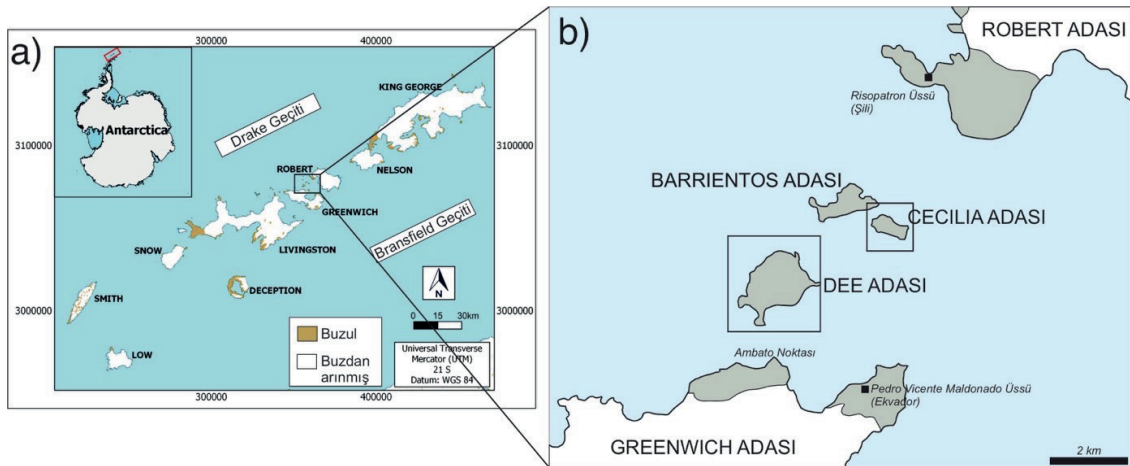 a)
300000
400000
KING GEORGE
Antarctica
Drake Geçiti
3100000
3100000
ROBERT
NELSON
GREENWICH
Bransfield Geçiti
SNOW
LIVINGSTON
DECEPTION
N
SMITH
3000000
3000000
0 15 30km
LOW
Buzul
Buzdan
arınmış
Universal Transverse
Mercator (UTM)
21 S
Datum: WGS 84
300000
400000
b)
ROBERT ADASI
Risopatron Üssü
(Şili)
BARRIENTOS ADASI
CECILIA ADASI
DEE ADASI
Ambato Noktası
Pedro Vicente Maldonado Üssü
(Ekvador)
GREENWICH ADASI
2 km